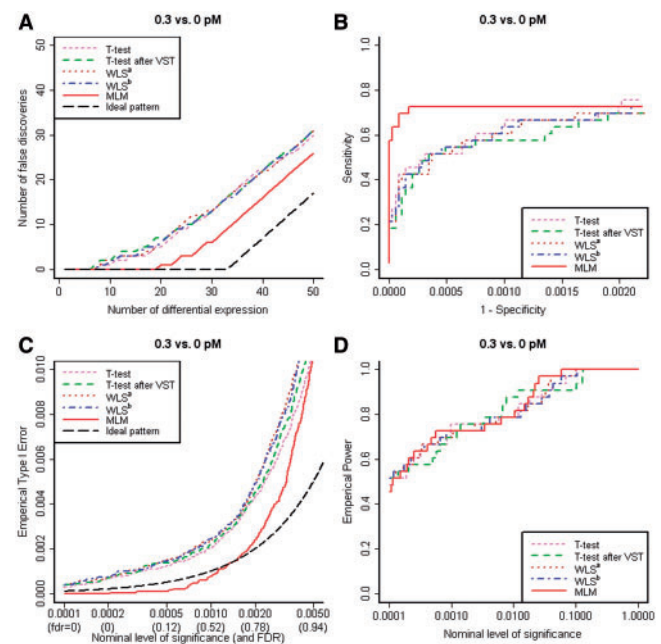 A
0.3 vs. 0 pM
Number of false discoveries
50
40
30
20
10
0
T-test
T-test after VST
WLSᵃ
WLSᵇ
MLM
Ideal pattern
0 10 20 30 40 50
Number of differential expression
B
0.3 vs. 0 pM
Sensitivity
1.0
0.8
0.6
0.4
0.2
0.0
T-test
T-test after VST
WLSᵃ
WLSᵇ
MLM
0.0000 0.0005 0.0010 0.0015 0.0020
1 - Specificity
C
0.3 vs. 0 pM
Emperical Type I Error
0.010
0.008
0.006
0.004
0.002
0.000
T-test
T-test after VST
WLSᵃ
WLSᵇ
MLM
Ideal pattern
0.0001 0.0002 0.0005 0.0010 0.0020 0.0050
(fdr=0) (0) (0.12) (0.52) (0.78) (0.94)
Nominal level of significance (and FDR)
D
0.3 vs. 0 pM
Emperical Power
1.0
0.8
0.6
0.4
0.2
0.0
T-test
T-test after VST
WLSᵃ
WLSᵇ
MLM
0.0001 0.0010 0.0100 0.1000 1.0000
Nominal level of significance